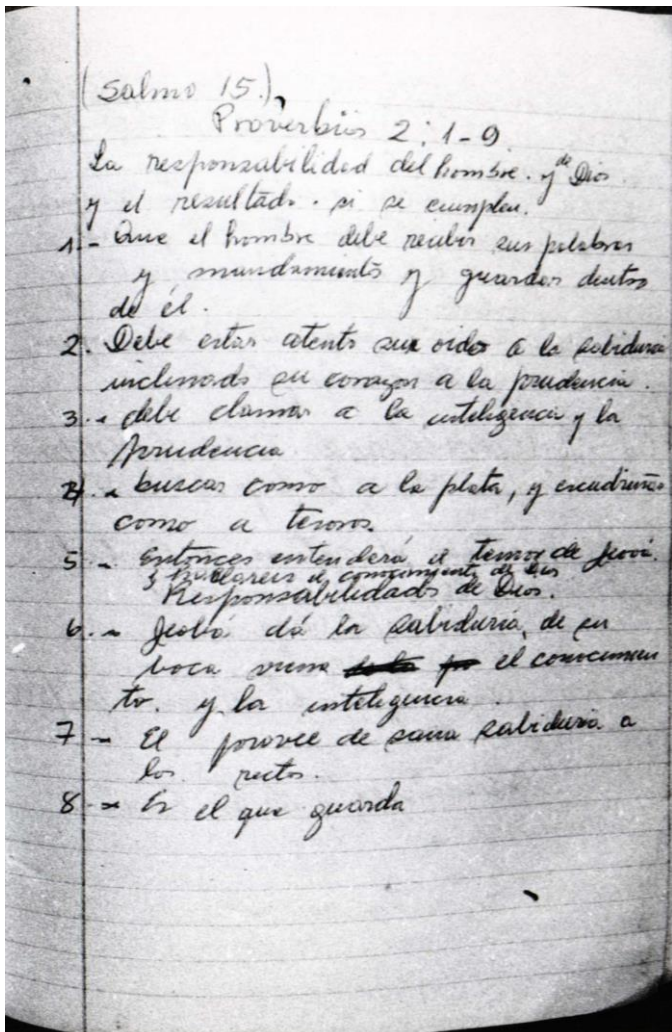 (Salmo 15.)
Proverbios 2:1-9
La responsabilidad del hombre. y de Dios
y el resultado. si se cumplen.
1- Que el hombre debe recibir sus palabras
y mandamientos y guardar dentro
de él.
2. Debe estar atento su oido a la sabiduria
inclinado su corazon a la prudencia.
3.- debe clamar a la inteligencia y la
prudencia
4.- buscar como a la plata, y escudriñar
como a tesoros.
5- Entonces entenderá el temor de Jeová.
y hallareis el conocimiento de Dios
Responsabilidades de Dios.
6.- Jeobá dá la sabiduria, de su
boca viene el conocimien
to. y la inteligencia.
7- El provee de sana sabiduria a
los rectos.
8.- Es el que guarda